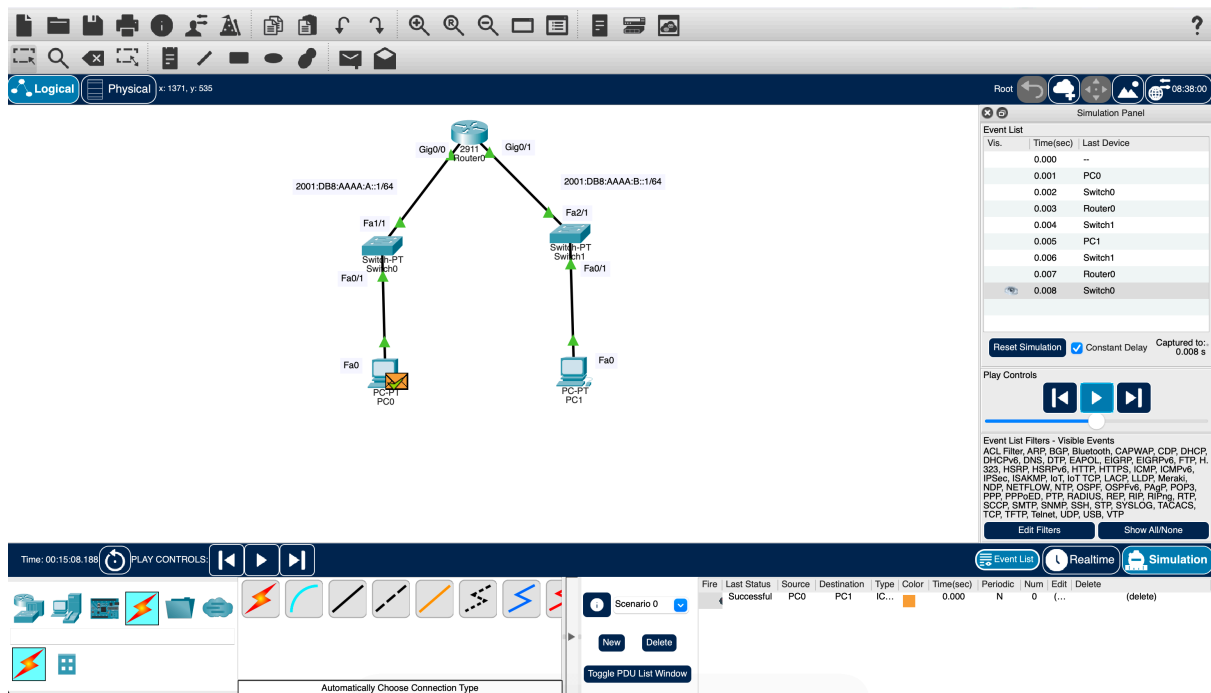 ?
Logical
Physical
x: 1371, y: 535
Root
08:38:00
Simulation Panel
Event List
Vis. Time(sec) Last Device
0.000 --
0.001 PC0
0.002 Switch0
0.003 Router0
0.004 Switch1
0.005 PC1
0.006 Switch1
0.007 Router0
0.008 Switch0
Reset Simulation Constant Delay Captured to:.
0.008 s
Play Controls
Event List Filters - Visible Events
ACL Filter, ARP, BGP, Bluetooth, CAPWAP, CDP, DHCP,
DHCPv6, DNS, DTP, EAPOL, EIGRP, EIGRPv6, FTP, H.
323, HSRP, HSRPv6, HTTP, HTTPS, ICMP, ICMPv6,
IPSec, ISAKMP, IoT, IoT TCP, LACP, LLDP, Meraki,
NDP, NETFLOW, NTP, OSPF, OSPFv6, PAgP, POP3,
PPP, PPPoED, PTP, RADIUS, REP, RIP, RIPng, RTP,
SCCP, SMTP, SNMP, SSH, STP, SYSLOG, TACACS,
TCP, TFTP, Telnet, UDP, USB, VTP
Edit Filters
Show All/None
Gig0/0
2911
Router0
Gig0/1
2001:DB8:AAAA:A::1/64
2001:DB8:AAAA:B::1/64
Fa1/1
Fa2/1
Switch-PT
Switch0
Switch-PT
Switch1
Fa0/1
Fa0/1
Fa0
Fa0
PC-PT
PC0
PC-PT
PC1
Time: 00:15:08.188
PLAY CONTROLS:
Event List
Realtime
Simulation
Scenario 0
New
Delete
Toggle PDU List Window
Fire Last Status Source Destination Type Color Time(sec) Periodic Num Edit Delete
Successful PC0 PC1 IC... 0.000 N 0 (... (delete)
Automatically Choose Connection Type